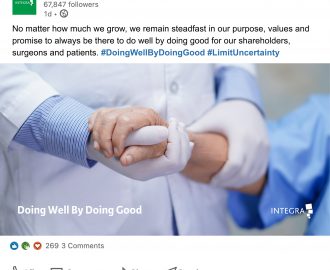 INTEGRA
67,847 followers
1d •
No matter how much we grow, we remain steadfast in our purpose, values and
promise to always be there to do well by doing good for our shareholders,
surgeons and patients. #DoingWellByDoingGood #LimitUncertainty
Doing Well By Doing Good
INTEGRA
269 3 Comments